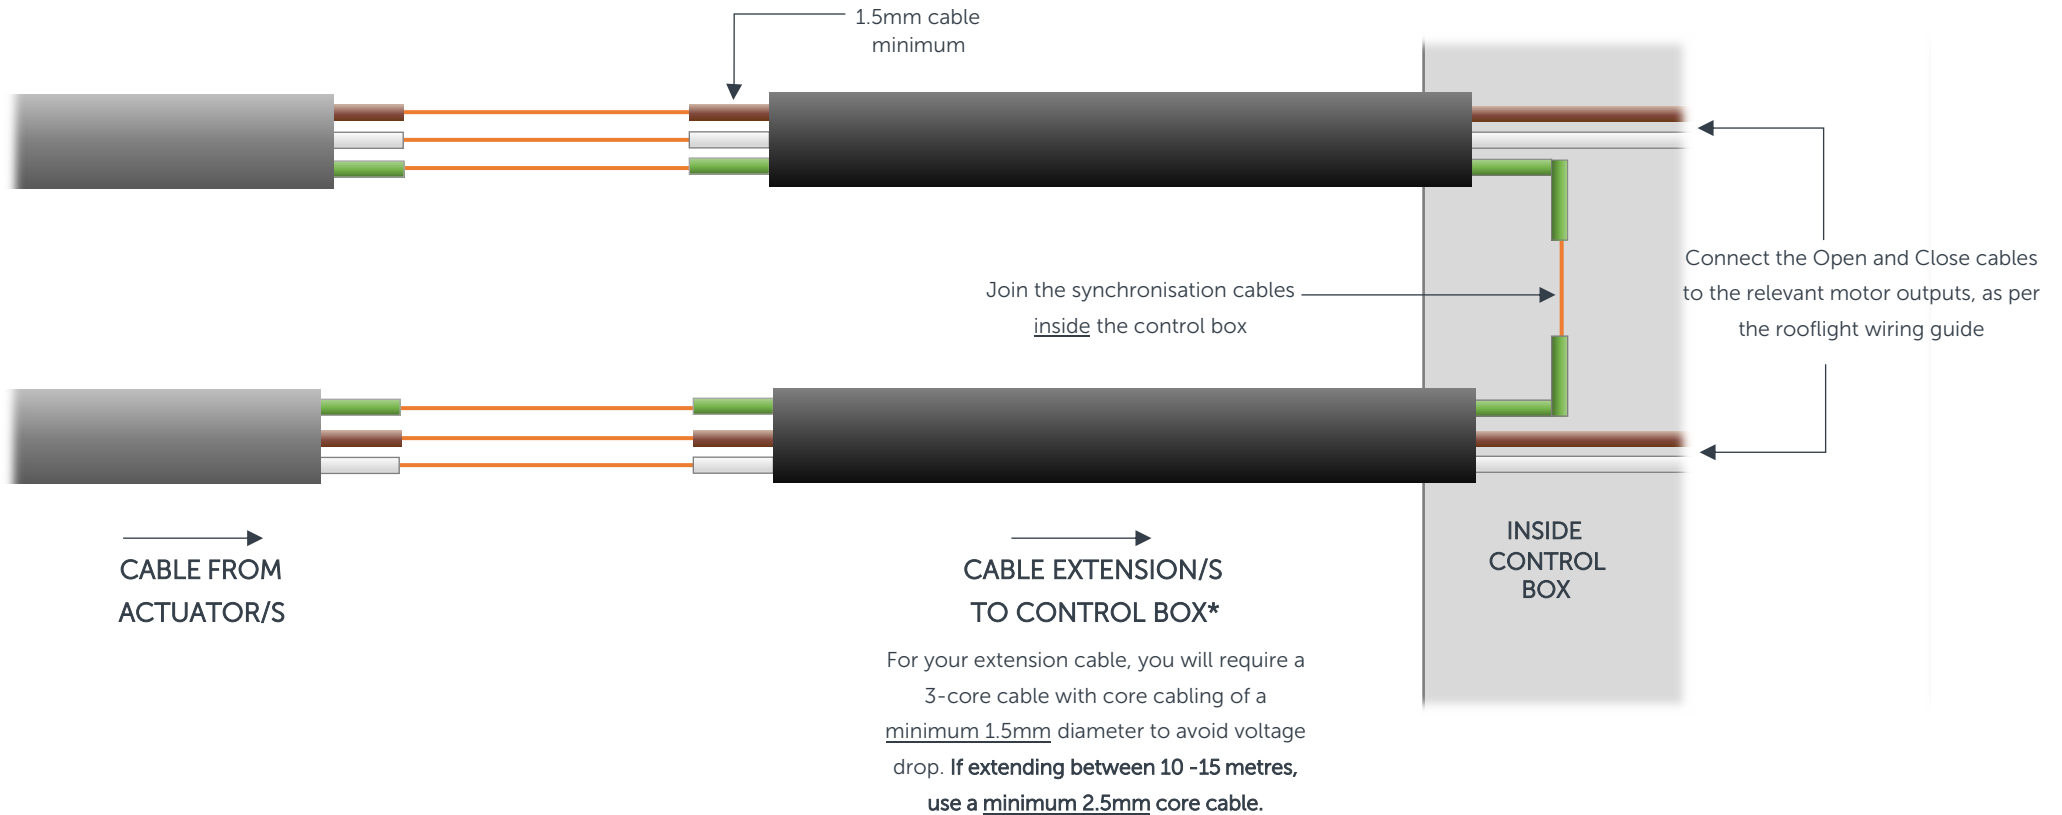 1.5mm cable
minimum
Join the synchronisation cables
inside the control box
Connect the Open and Close cables
to the relevant motor outputs, as per
the rooflight wiring guide
CABLE FROM
ACTUATOR/S
CABLE EXTENSION/S
TO CONTROL BOX*
For your extension cable, you will require a
3-core cable with core cabling of a
minimum 1.5mm diameter to avoid voltage
drop. If extending between 10 -15 metres,
use a minimum 2.5mm core cable.
INSIDE
CONTROL
BOX